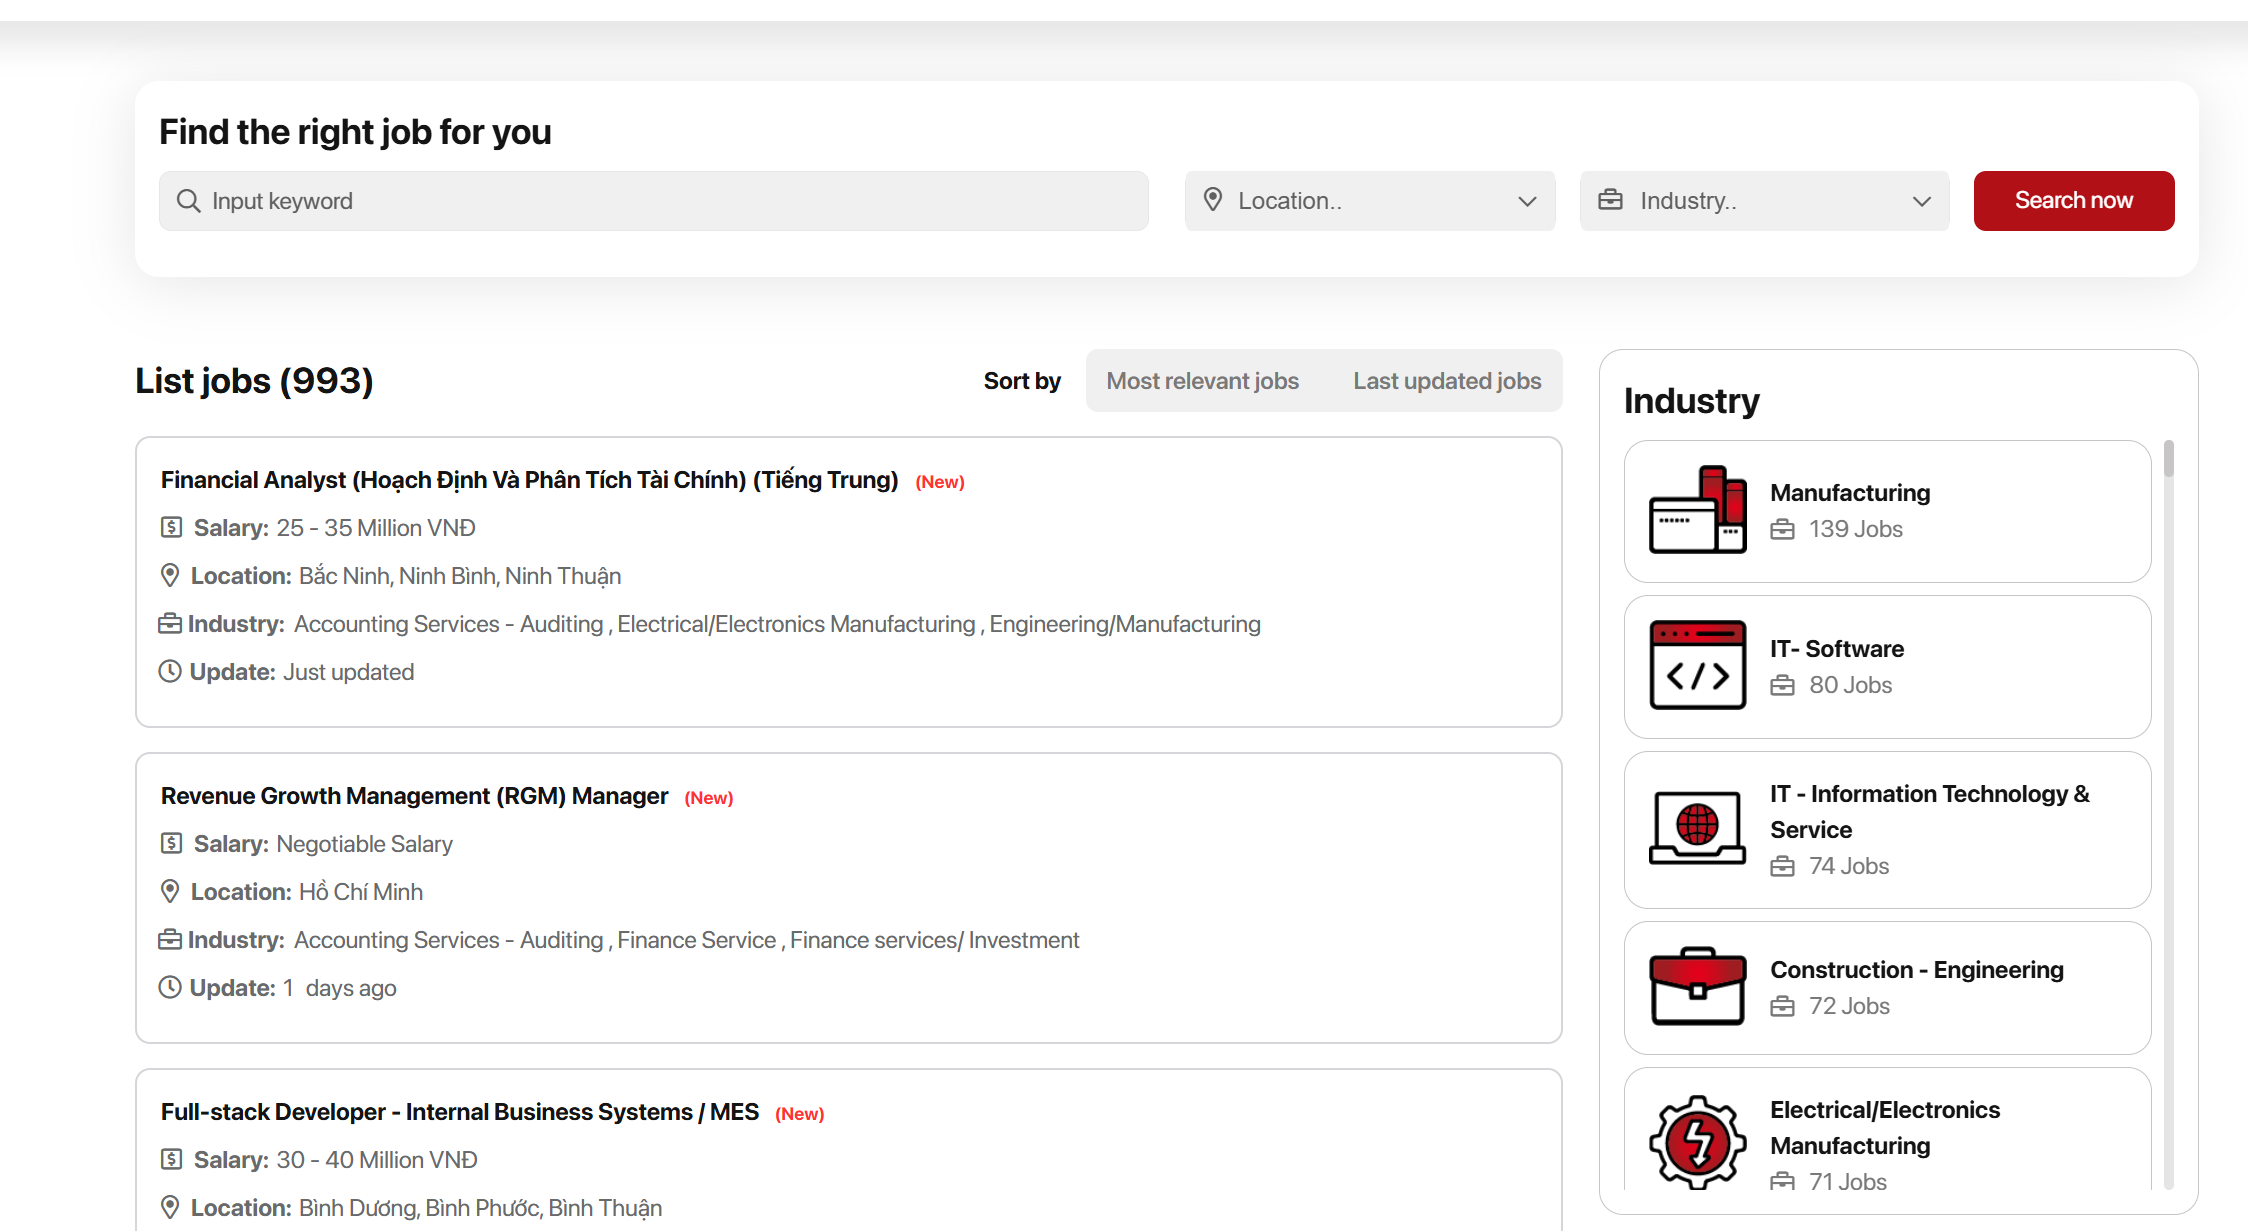 Find the right job for you
Input keyword
Location..
Industry..
Search now
List jobs (993)
Sort by
Most relevant jobs
Last updated jobs
Financial Analyst (Hoạch Định Và Phân Tích Tài Chính) (Tiếng Trung) (New)
Salary: 25 - 35 Million VNĐ
Location: Bắc Ninh, Ninh Bình, Ninh Thuận
Industry: Accounting Services - Auditing , Electrical/Electronics Manufacturing , Engineering/Manufacturing
Update: Just updated
Revenue Growth Management (RGM) Manager (New)
Salary: Negotiable Salary
Location: Hồ Chí Minh
Industry: Accounting Services - Auditing , Finance Service , Finance services/ Investment
Update: 1 days ago
Full-stack Developer - Internal Business Systems / MES (New)
Salary: 30 - 40 Million VNĐ
Location: Bình Dương, Bình Phước, Bình Thuận
Industry
Manufacturing
139 Jobs
IT- Software
80 Jobs
IT - Information Technology &
Service
74 Jobs
Construction - Engineering
72 Jobs
Electrical/Electronics
Manufacturing
71 Jobs